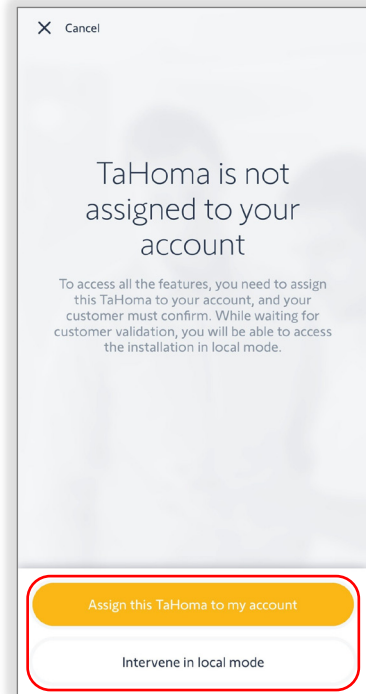 Cancel
TaHoma is not
assigned to your
account
To access all the features, you need to assign
this TaHoma to your account, and your
customer must confirm. While waiting for
customer validation, you will be able to access
the installation in local mode.
Assign this TaHoma to my account
Intervene in local mode